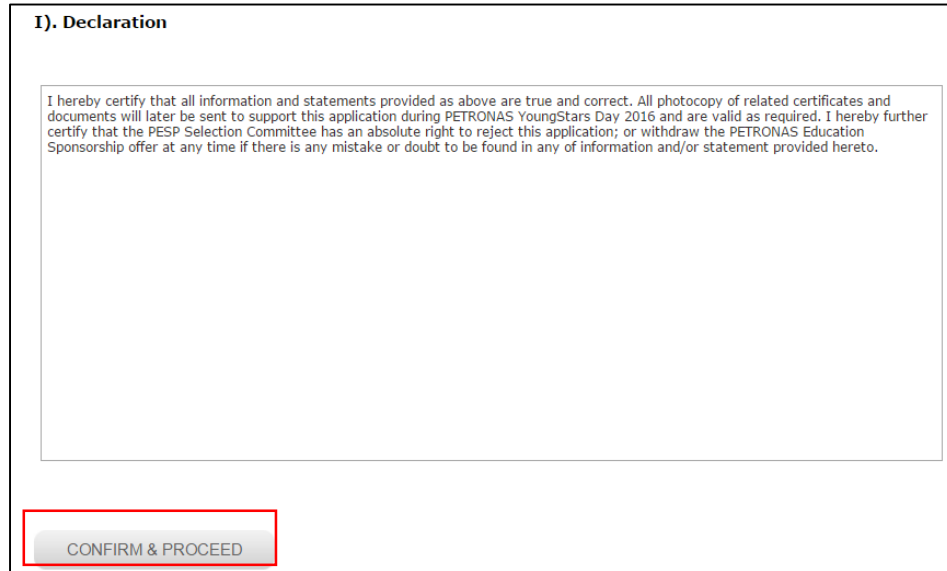 I). Declaration
I hereby certify that all information and statements provided as above are true and correct. All photocopy of related certificates and
documents will later be sent to support this application during PETRONAS YoungStars Day 2016 and are valid as required. I hereby further
certify that the PESP Selection Committee has an absolute right to reject this application; or withdraw the PETRONAS Education
Sponsorship offer at any time if there is any mistake or doubt to be found in any of information and/or statement provided hereto.
CONFIRM & PROCEED